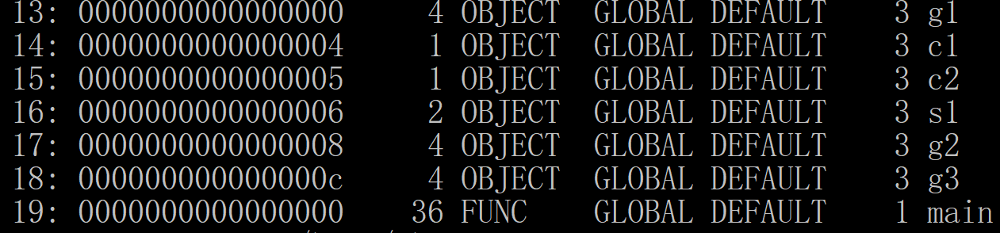 13: 0000000000000000 4 OBJECT GLOBAL DEFAULT 3 g1
14: 0000000000000004 1 OBJECT GLOBAL DEFAULT 3 c1
15: 0000000000000005 1 OBJECT GLOBAL DEFAULT 3 c2
16: 0000000000000006 2 OBJECT GLOBAL DEFAULT 3 s1
17: 0000000000000008 4 OBJECT GLOBAL DEFAULT 3 g2
18: 000000000000000c 4 OBJECT GLOBAL DEFAULT 3 g3
19: 0000000000000000 36 FUNC GLOBAL DEFAULT 1 main